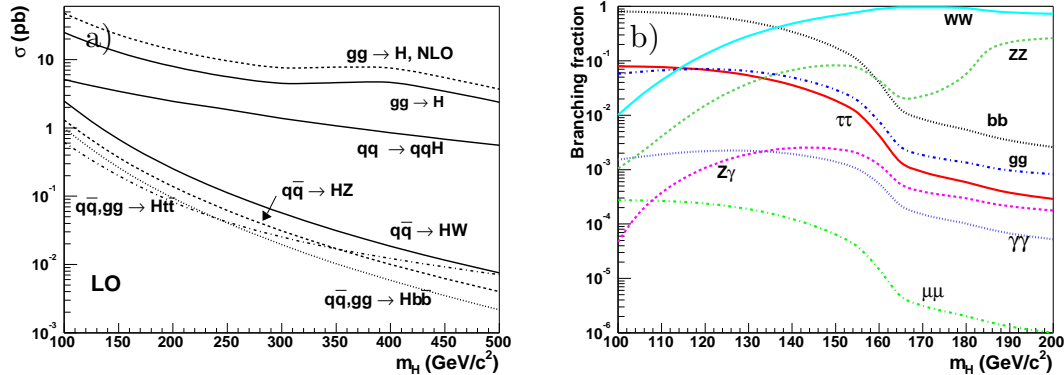 σ (pb)
10
1
10⁻¹
10⁻²
10⁻³
100 150 200 250 300 350 400 450 500
m_H (GeV/c²)
a)
gg → H, NLO
gg → H
qq → qqH
qq̅ → HZ
qq̅,gg → Htt̅
qq̅ → HW
LO
qq̅,gg → Hbb̅
Branching fraction
1
10⁻¹
10⁻²
10⁻³
10⁻⁴
10⁻⁵
10⁻⁶
100 110 120 130 140 150 160 170 180 190 200
m_H (GeV/c²)
b)
WW
ZZ
bb
ττ
gg
Zγ
γγ
μμ